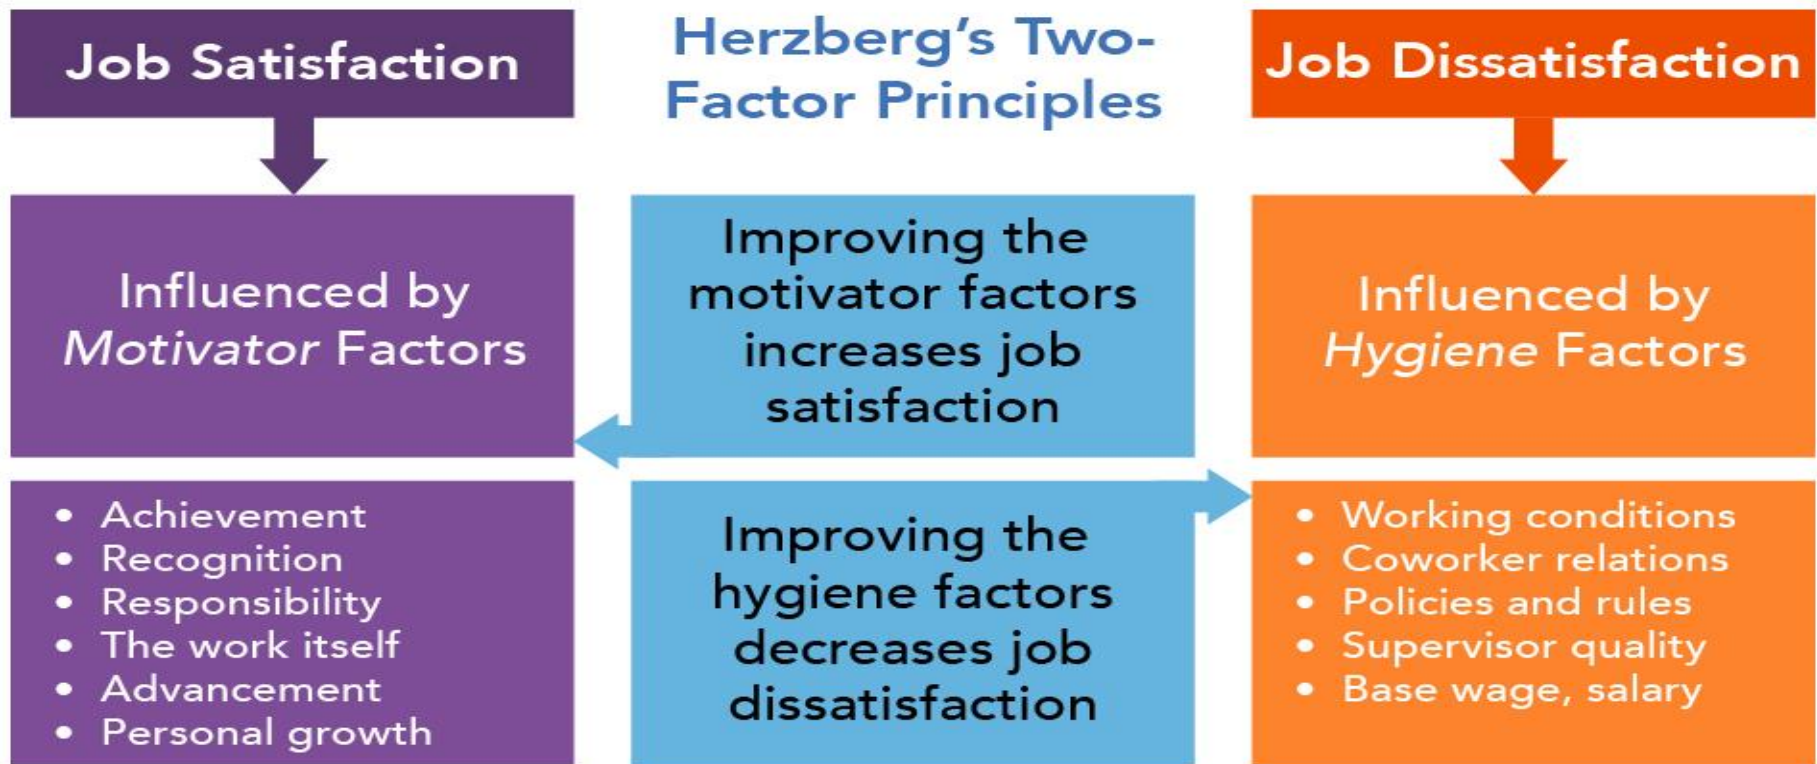 Job Satisfaction
Herzberg's Two-
Factor Principles
Job Dissatisfaction
Influenced by
Motivator Factors
Improving the
motivator factors
increases job
satisfaction
Influenced by
Hygiene Factors
• Achievement
• Recognition
• Responsibility
• The work itself
• Advancement
• Personal growth
Improving the
hygiene factors
decreases job
dissatisfaction
• Working conditions
• Coworker relations
• Policies and rules
• Supervisor quality
• Base wage, salary